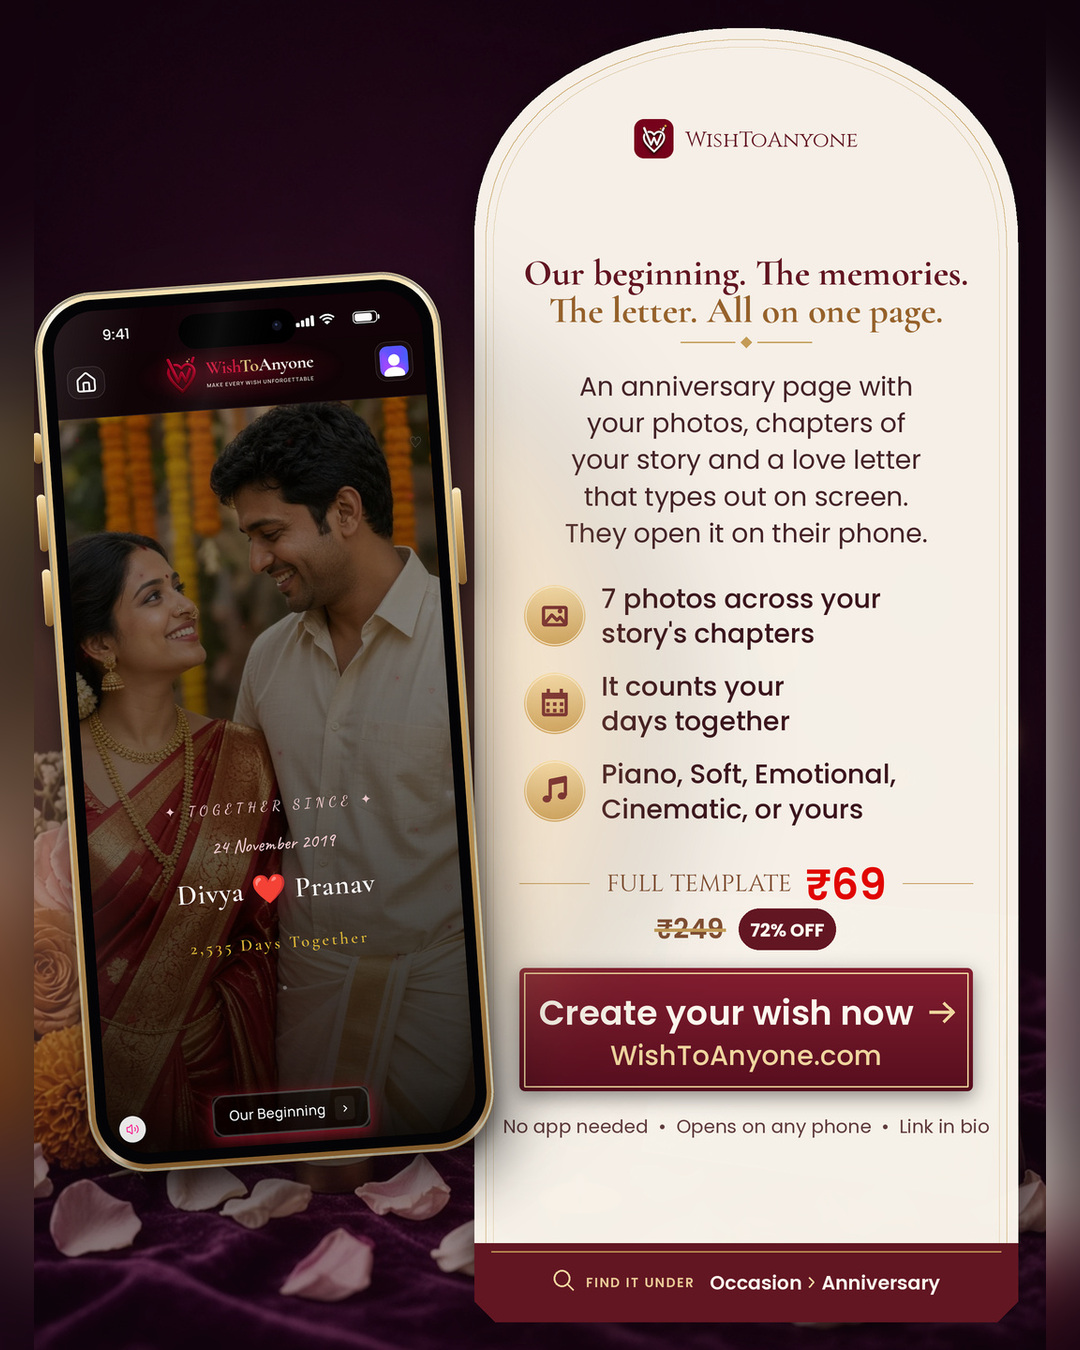 WishToAnyone
Our beginning. The memories.
The letter. All on one page.
An anniversary page with
your photos, chapters of
your story and a love letter
that types out on screen.
They open it on their phone.
7 photos across your
story's chapters
It counts your
days together
Piano, Soft, Emotional,
Cinematic, or yours
FULL TEMPLATE ₹69
₹249 72% OFF
Create your wish now →
WishToAnyone.com
No app needed • Opens on any phone • Link in bio
FIND IT UNDER Occasion > Anniversary
9:41
WishToAnyone
MAKE EVERY WISH UNFORGETTABLE
TOGETHER SINCE
24 November 2019
Divya ❤️ Pranav
2,535 Days Together
Our Beginning ›